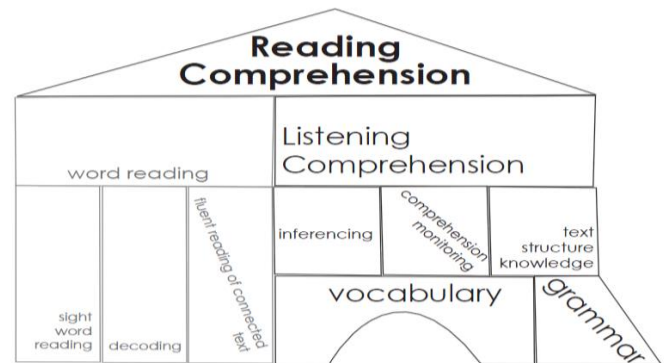 Reading
Comprehension
word reading
Listening
Comprehension
sight
word
reading
decoding
fluent reading of connected
text
inferencing
comprehension
monitoring
text
structure
knowledge
vocabulary
grammar